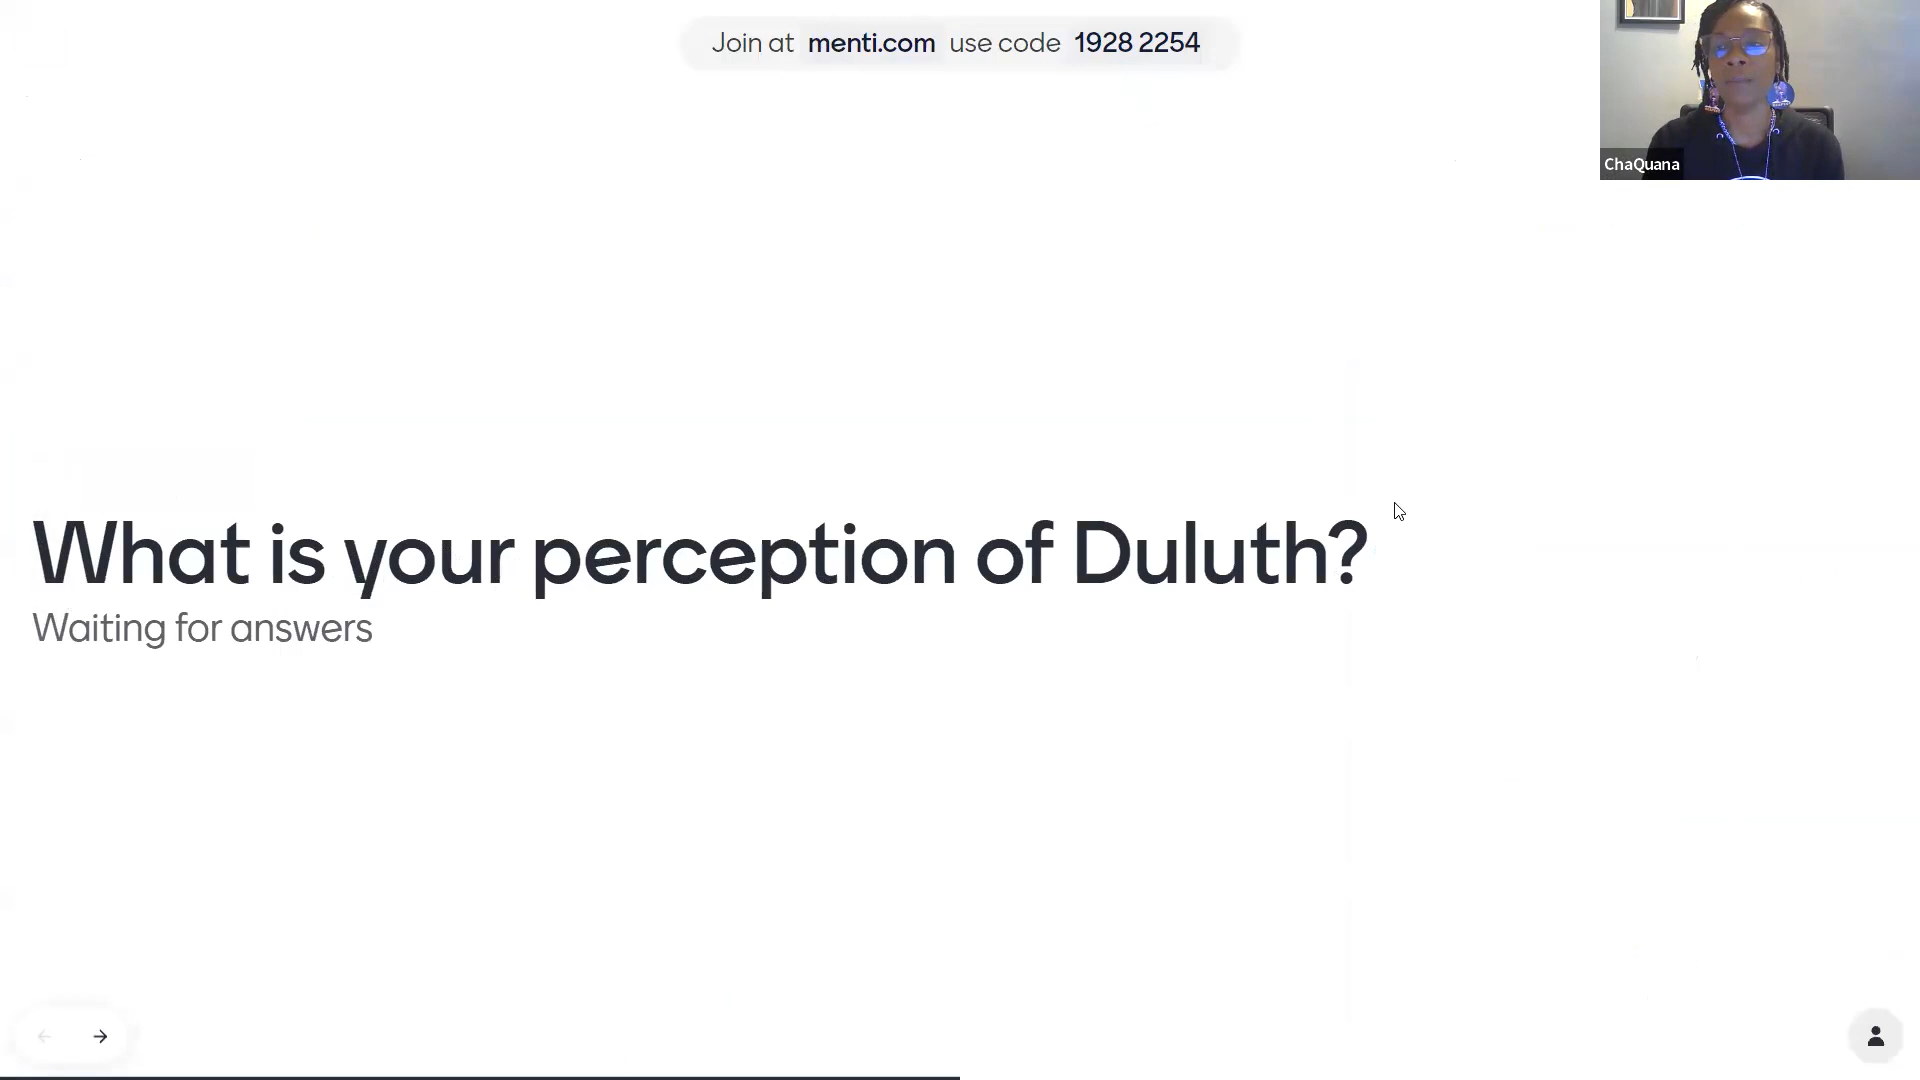 Join at menti.com use code 1928 2254
ChaQuana
What is your perception of Duluth?
Waiting for answers